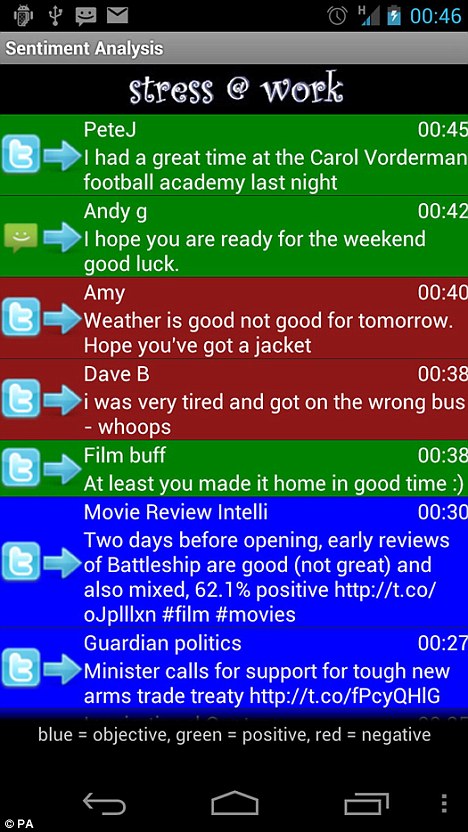 00:46
Sentiment Analysis
stress @ work
PeteJ 00:45
I had a great time at the Carol Vorderman
football academy last night
Andy g 00:42
I hope you are ready for the weekend
good luck.
Amy 00:40
Weather is good not good for tomorrow.
Hope you've got a jacket
Dave B 00:38
i was very tired and got on the wrong bus
- whoops
Film buff 00:38
At least you made it home in good time :)
Movie Review Intelli 00:30
Two days before opening, early reviews
of Battleship are good (not great) and
also mixed, 62.1% positive http://t.co/
oJplllxn #film #movies
Guardian politics 00:27
Minister calls for support for tough new
arms trade treaty http://t.co/fPcyQHlG
blue = objective, green = positive, red = negative
© PA